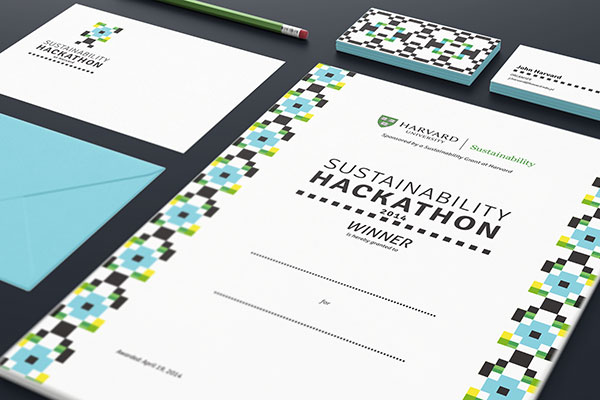 SUSTAINABILITY
HACKATHON
John Harvard
HARVARD
UNIVERSITY
Sustainability
Sponsored by a Sustainability Grant at Harvard
SUSTAINABILITY
HACKATHON
2014
WINNER
is hereby granted to
for
Awarded: April 19, 2014